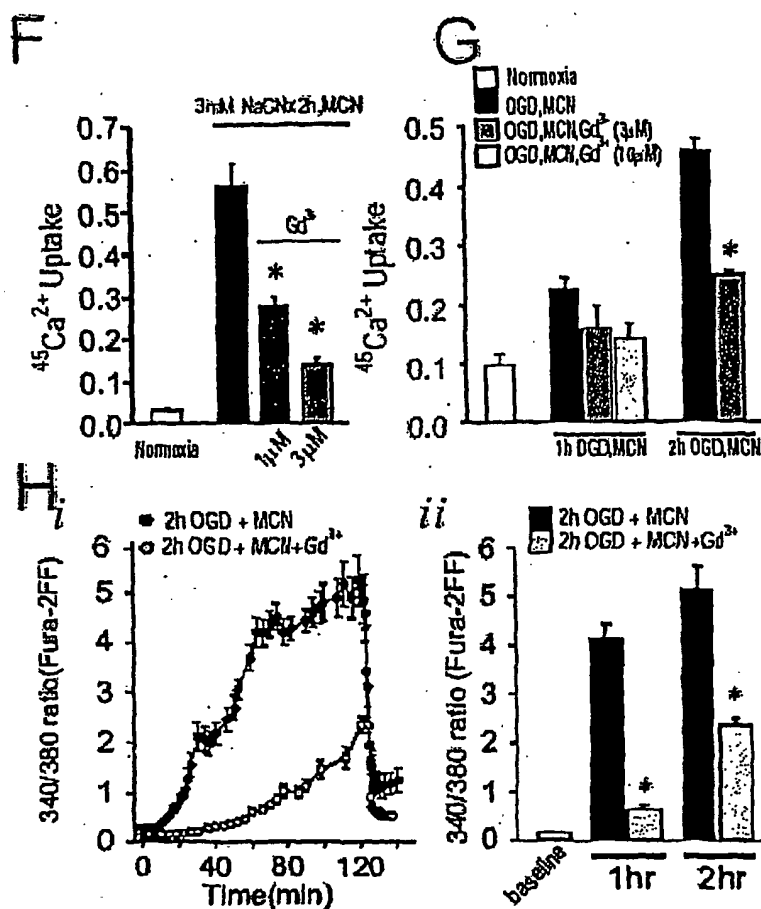 F
3mM NaCNx2h,MCN
0.7
0.6
0.5
0.4
0.3
0.2
0.1
0.0
45Ca2+ Uptake
Gd3+
*
*
Normoxia
1µM
3µM
G
Normoxia
OGD,MCN
OGD,MCN,Gd3+ (3µM)
OGD,MCN,Gd3+ (10µM)
0.5
0.4
0.3
0.2
0.1
0.0
45Ca2+ Uptake
*
1h OGD,MCN
2h OGD,MCN
H
i
2h OGD + MCN
2h OGD + MCN+Gd3+
6
5
4
3
2
1
0
340/380 ratio(Fura-2FF)
0 40 80 120
Time(min)
ii
2h OGD + MCN
2h OGD + MCN+Gd3+
6
5
4
3
2
1
0
340/380 ratio (Fura-2FF)
*
*
baseline
1hr
2hr